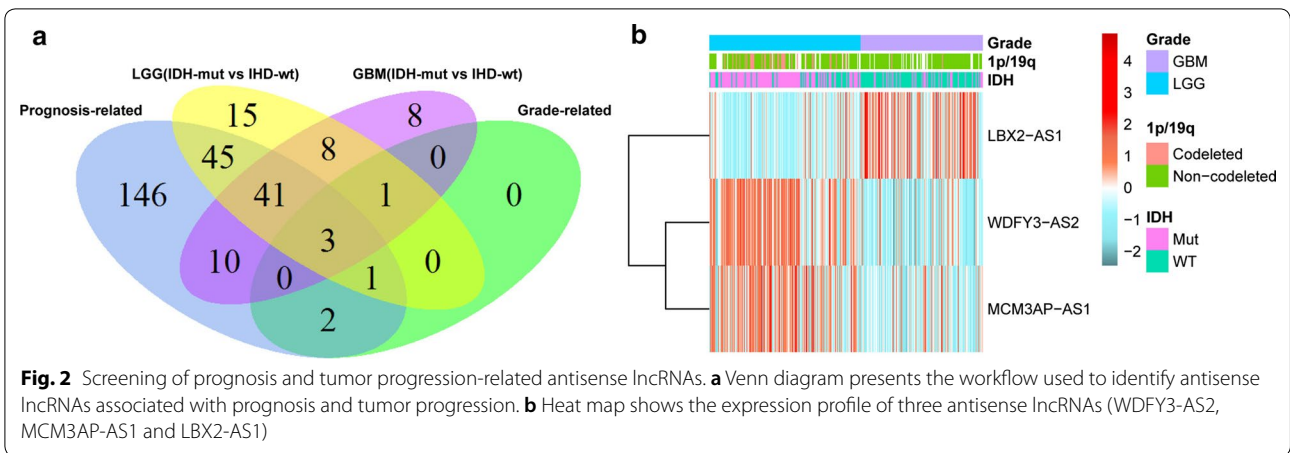 a
LGG(IDH-mut vs IHD-wt)
GBM(IDH-mut vs IHD-wt)
Prognosis-related
Grade-related
15
8
45
8
0
146
41
1
0
3
10
0
1
0
2
b
Grade
1p/19q
IDH
LBX2−AS1
WDFY3−AS2
MCM3AP−AS1
4
3
2
1
0
−1
−2
Grade
GBM
LGG
1p/19q
Codeleted
Non−codeleted
IDH
Mut
WT
Fig. 2 Screening of prognosis and tumor progression-related antisense lncRNAs. a Venn diagram presents the workflow used to identify antisense
lncRNAs associated with prognosis and tumor progression. b Heat map shows the expression profile of three antisense lncRNAs (WDFY3-AS2,
MCM3AP-AS1 and LBX2-AS1)